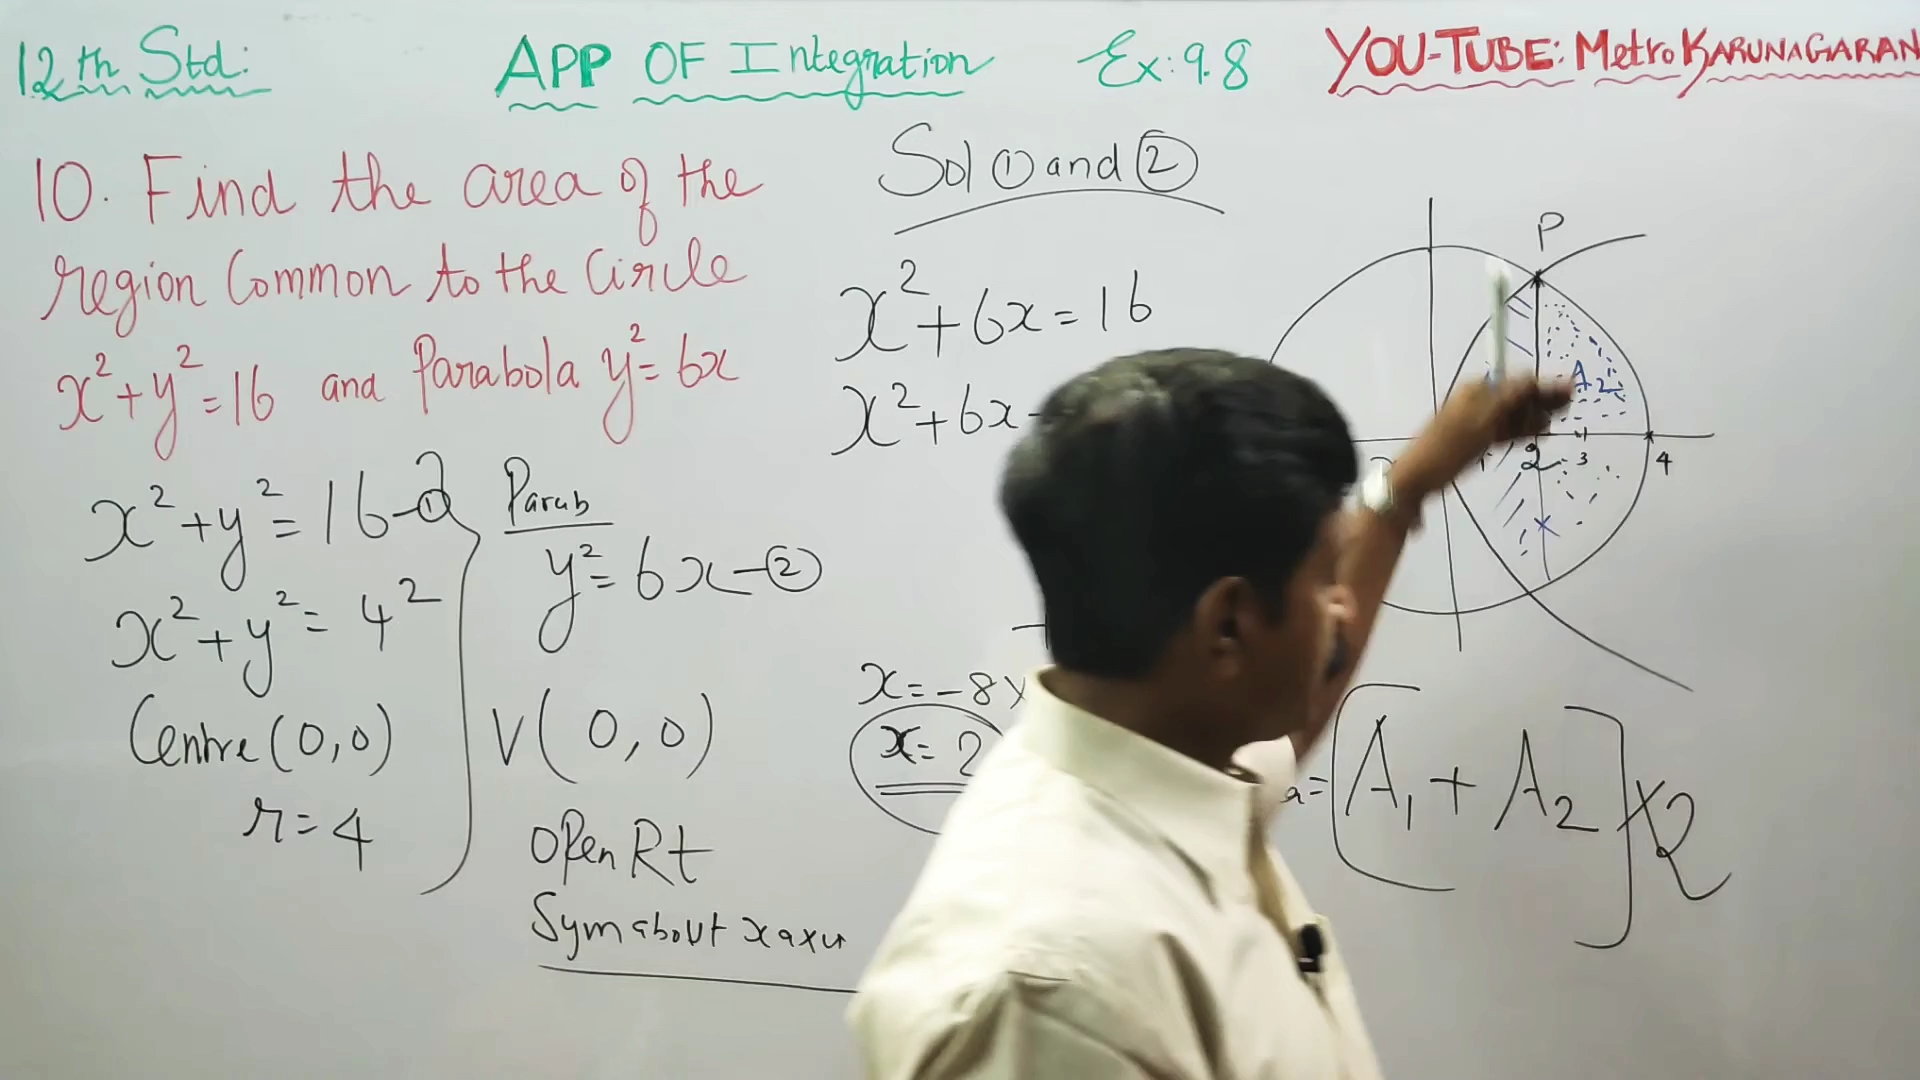 12th Std:
APP OF Integration Ex: 9.8
YOU-TUBE: Metro KARUNAGARAN
10. Find the area of the
region Common to the Circle
x²+y²=16 and Parabola y²=6x
x²+y²=16-①
x²+y²=4²
Centre(0,0)
r=4
Parab
y²=6x-②
V(0,0)
Open Rt
Sym about x axis
Sol ① and ②
x²+6x=16
x²+6x-
x=-8
x=2
P
A2
2 3 4
a=[A₁+A₂]×2